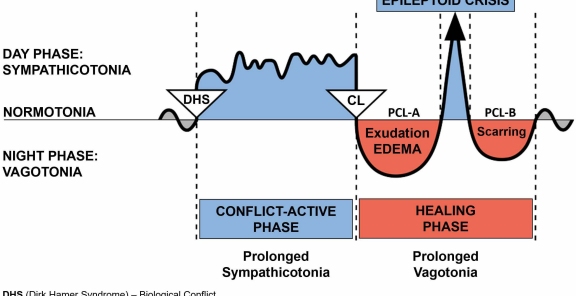 EPILEPTOID CRISIS
DAY PHASE:
SYMPATHICOTONIA
DHS
CL
NORMOTONIA
PCL-A
PCL-B
Exudation
EDEMA
Scarring
NIGHT PHASE:
VAGOTONIA
CONFLICT-ACTIVE
PHASE
HEALING
PHASE
Prolonged
Sympathicotonia
Prolonged
Vagotonia
DHS (Dirk Hamer Syndrome) – Biological Conflict